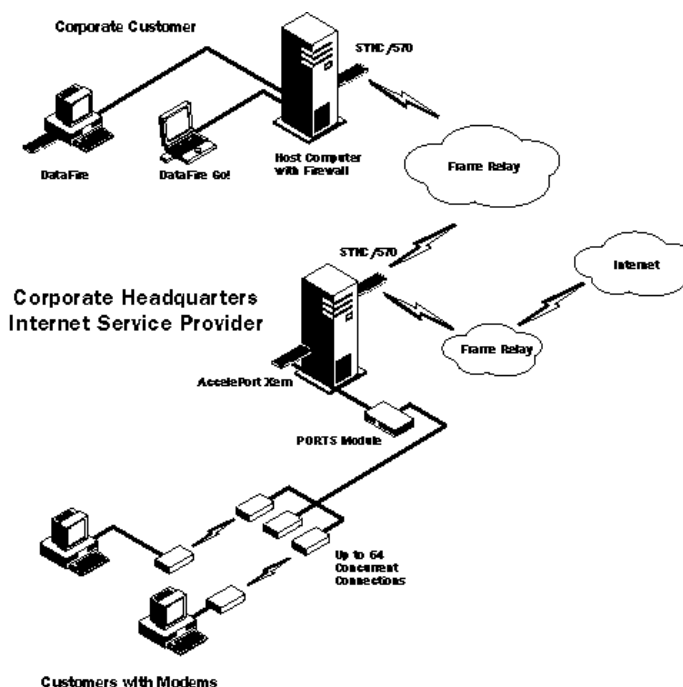 Corporate Customer
SYNC/570
DataFire
DataFire Go!
Host Computer
with Firewall
Frame Relay
SYNC/570
Internet
Corporate Headquarters
Internet Service Provider
Frame Relay
AccelePort Xem
PORTS Module
Up to 64
Concurrent
Connections
Customers with Modems